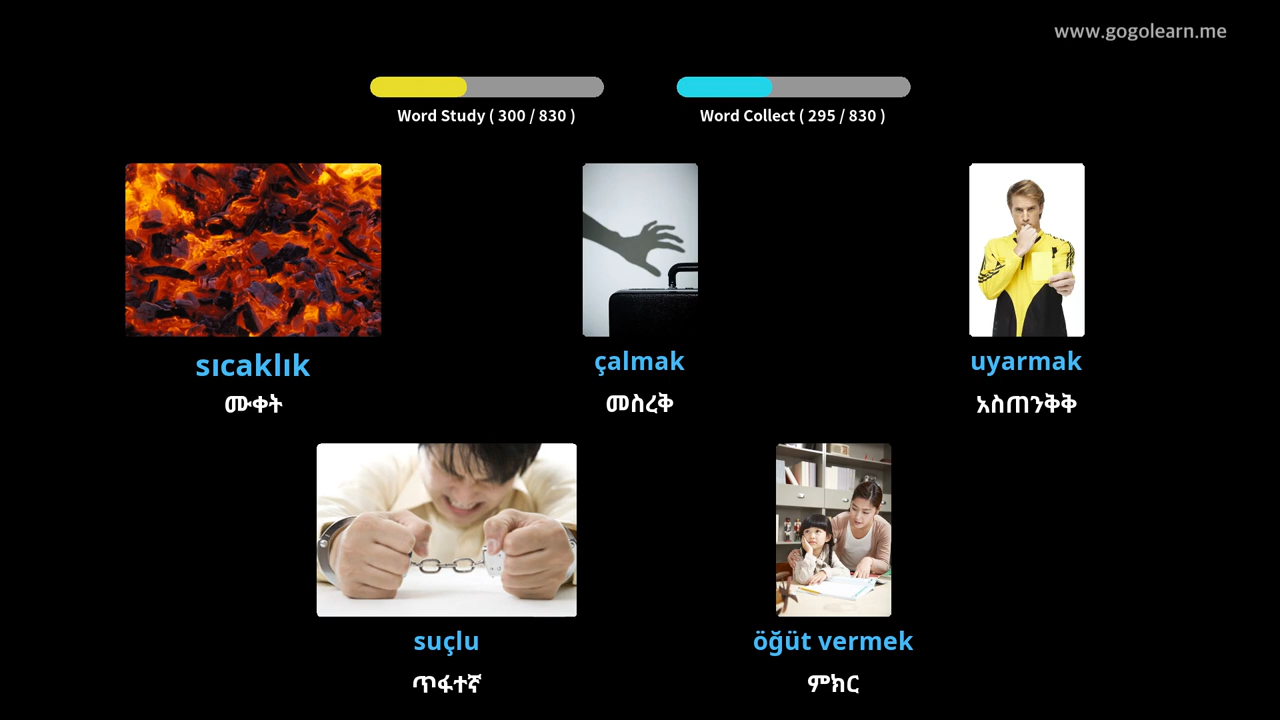 www.gogolearn.me
Word Study ( 300 / 830 )
Word Collect ( 295 / 830 )
sıcaklık
ሙቀት
çalmak
መስረቅ
uyarmak
አስጠንቅቅ
suçlu
ጥፋተኛ
öğüt vermek
ምክር